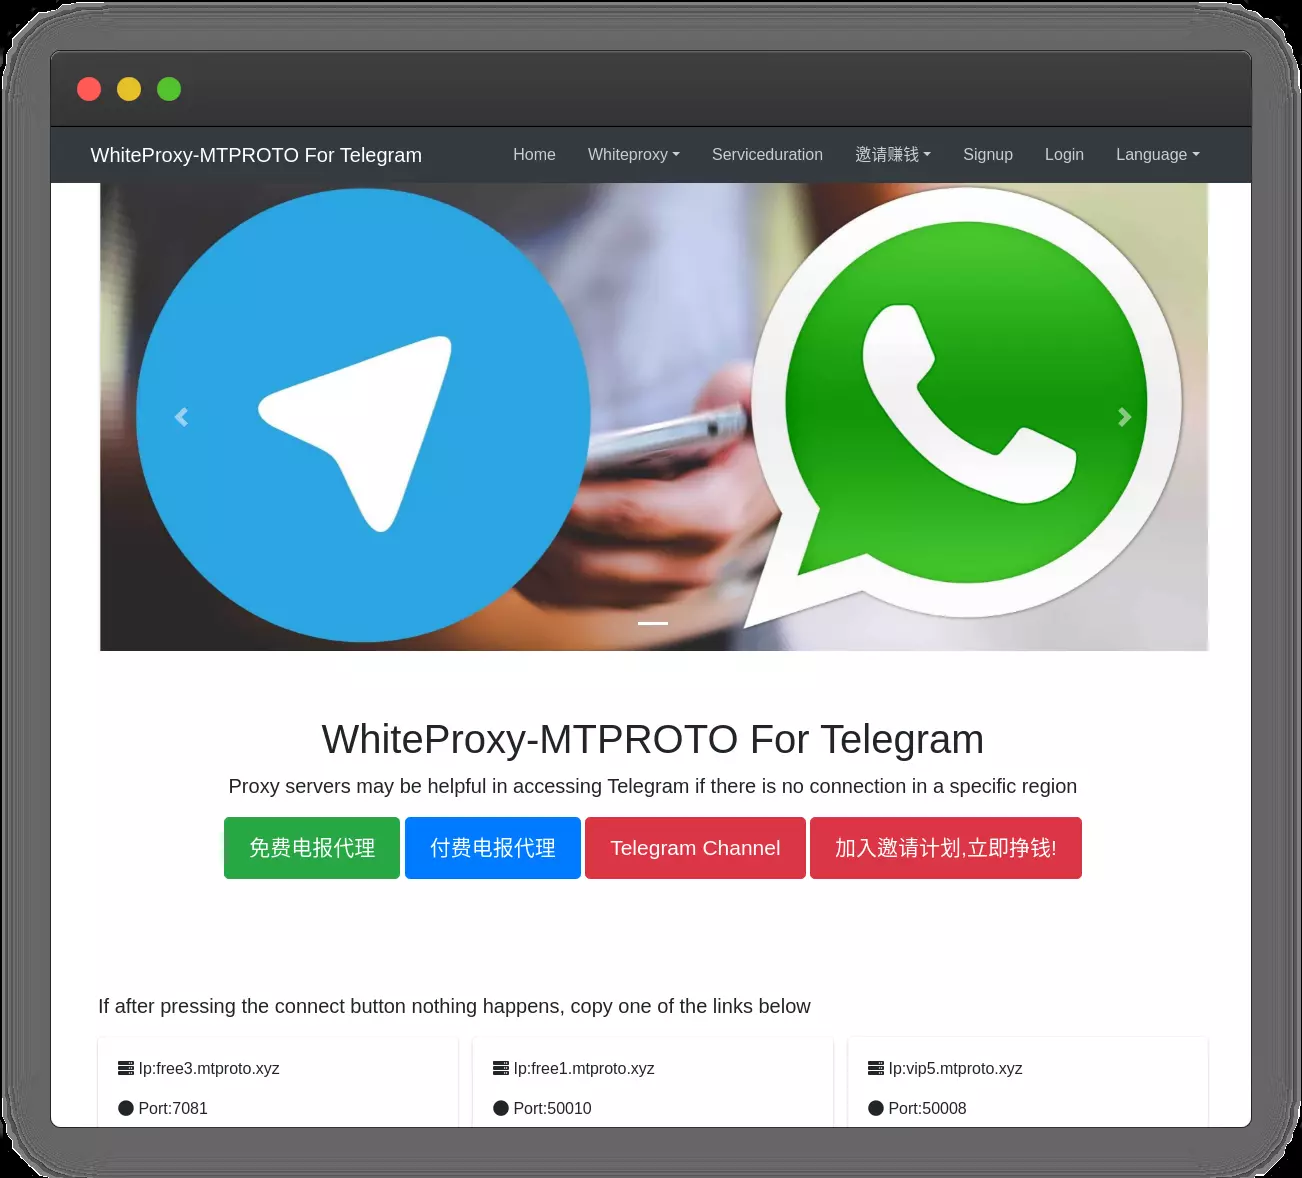 WhiteProxy-MTPROTO For Telegram
Home
Whiteproxy
Serviceduration
邀请赚钱
Signup
Login
Language
WhiteProxy-MTPROTO For Telegram
Proxy servers may be helpful in accessing Telegram if there is no connection in a specific region
免费电报代理
付费电报代理
Telegram Channel
加入邀请计划,立即挣钱!
If after pressing the connect button nothing happens, copy one of the links below
Ip:free3.mtproto.xyz
Port:7081
Ip:free1.mtproto.xyz
Port:50010
Ip:vip5.mtproto.xyz
Port:50008